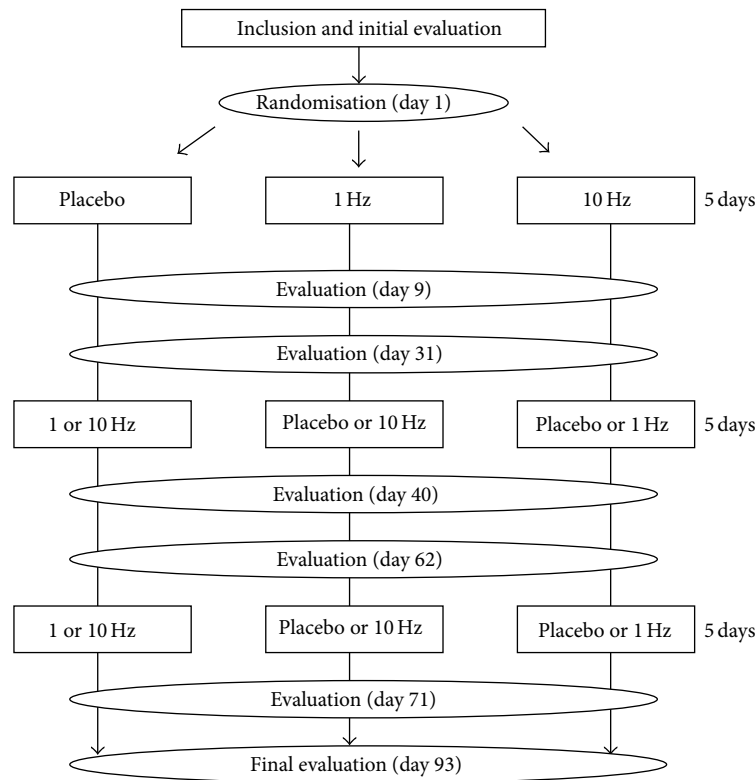 Inclusion and initial evaluation
Randomisation (day 1)
Placebo
1 Hz
10 Hz
5 days
Evaluation (day 9)
Evaluation (day 31)
1 or 10 Hz
Placebo or 10 Hz
Placebo or 1 Hz
5 days
Evaluation (day 40)
Evaluation (day 62)
1 or 10 Hz
Placebo or 10 Hz
Placebo or 1 Hz
5 days
Evaluation (day 71)
Final evaluation (day 93)